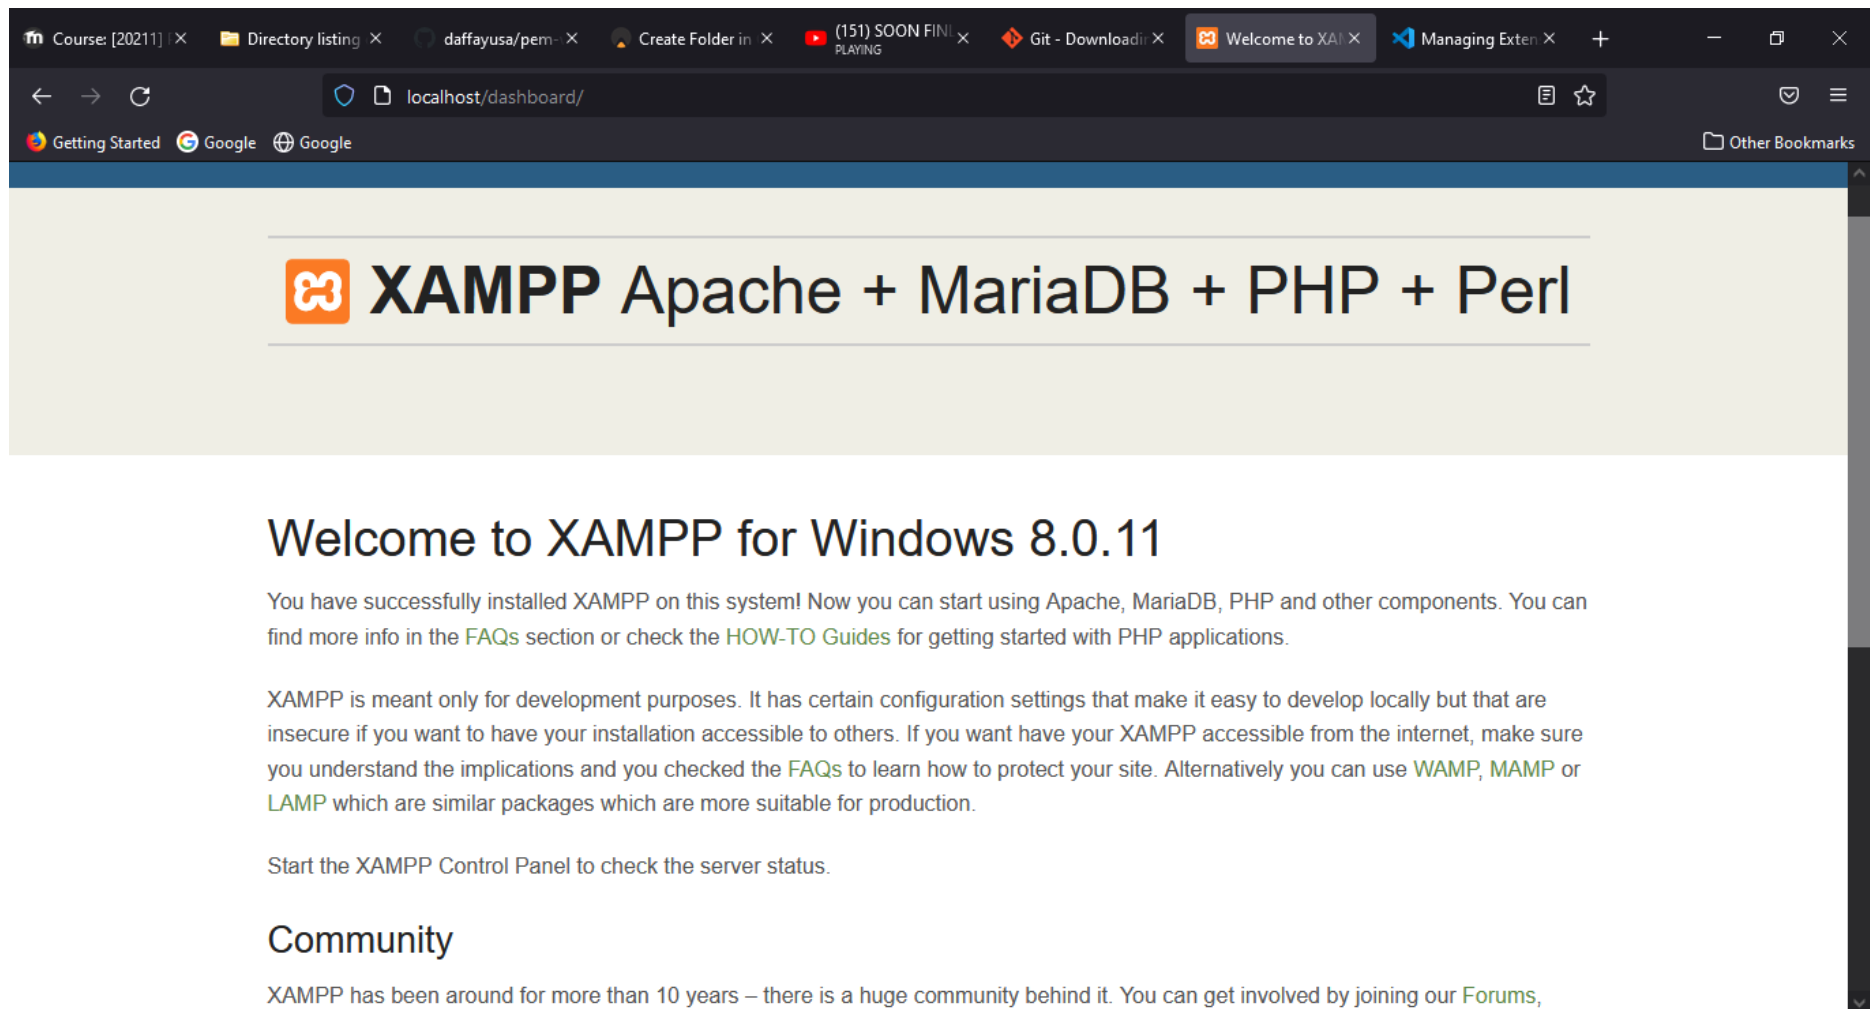 Course: [20211]
Directory listing
daffayusa/pem-
Create Folder in
(151) SOON FIN
PLAYING
Git - Downloadin
Welcome to XA
Managing Exten
localhost/dashboard/
Getting Started
Google
Google
Other Bookmarks
XAMPP Apache + MariaDB + PHP + Perl
Welcome to XAMPP for Windows 8.0.11
You have successfully installed XAMPP on this system! Now you can start using Apache, MariaDB, PHP and other components. You can
find more info in the FAQs section or check the HOW-TO Guides for getting started with PHP applications.
XAMPP is meant only for development purposes. It has certain configuration settings that make it easy to develop locally but that are
insecure if you want to have your installation accessible to others. If you want have your XAMPP accessible from the internet, make sure
you understand the implications and you checked the FAQs to learn how to protect your site. Alternatively you can use WAMP, MAMP or
LAMP which are similar packages which are more suitable for production.
Start the XAMPP Control Panel to check the server status.
Community
XAMPP has been around for more than 10 years – there is a huge community behind it. You can get involved by joining our Forums,